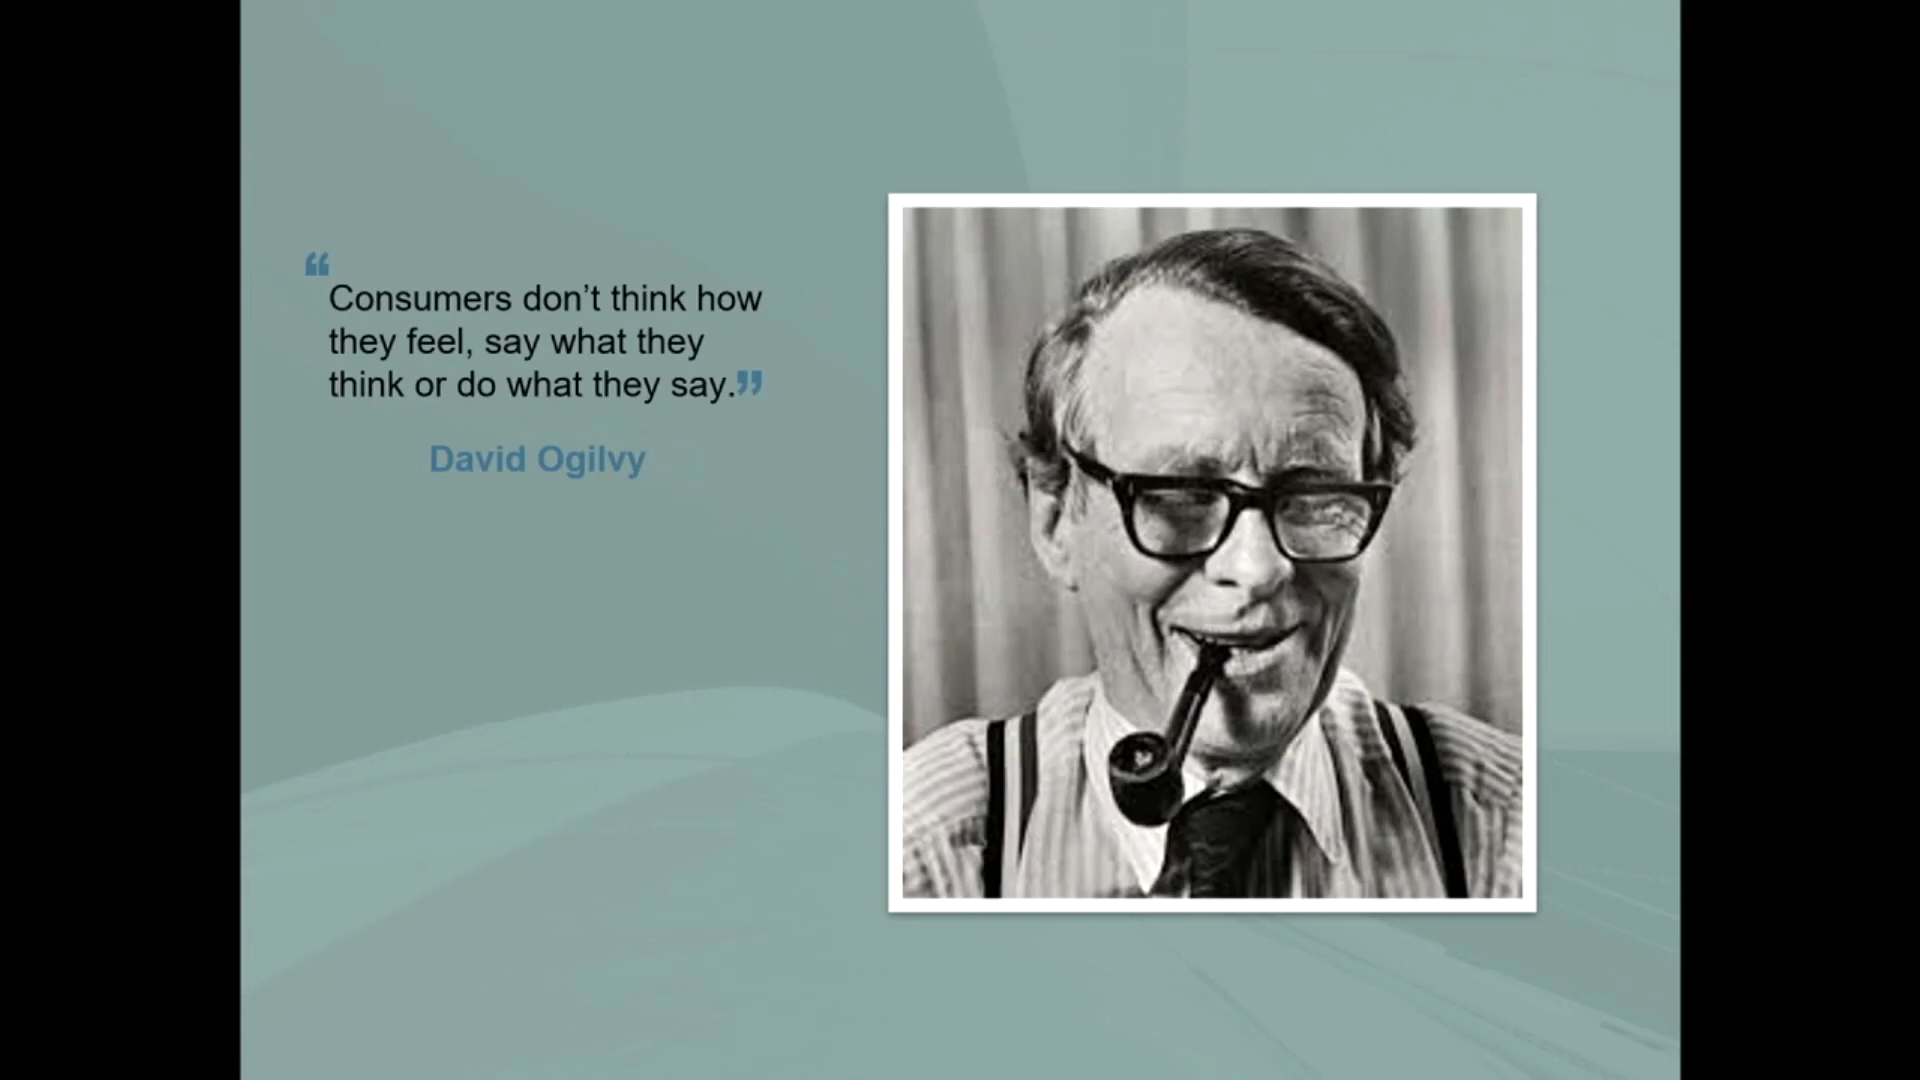 “Consumers don’t think how
they feel, say what they
think or do what they say.”
David Ogilvy